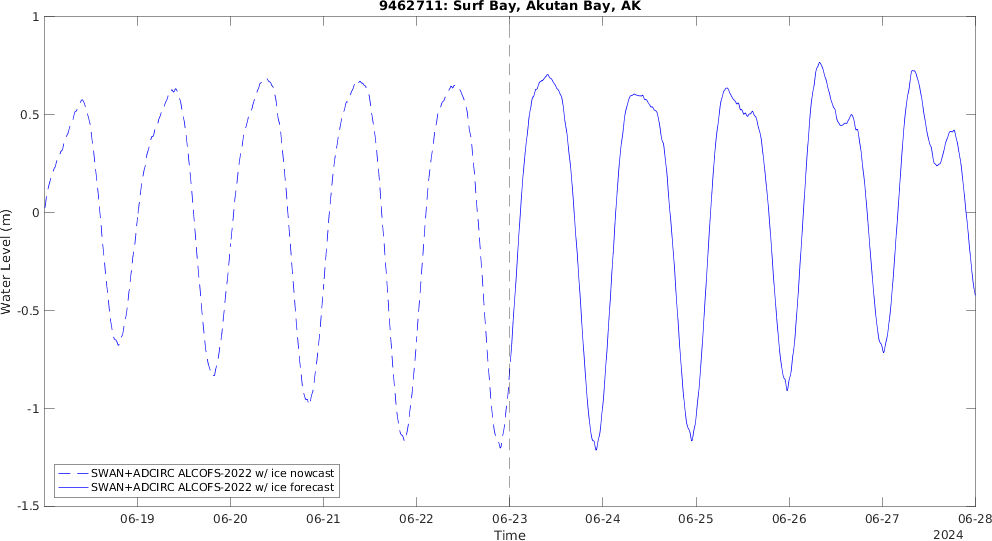 9462711: Surf Bay, Akutan Bay, AK
Water Level (m)
1
0.5
0
-0.5
-1
-1.5
SWAN+ADCIRC ALCOFS-2022 w/ ice nowcast
SWAN+ADCIRC ALCOFS-2022 w/ ice forecast
06-19 06-20 06-21 06-22 06-23 06-24 06-25 06-26 06-27 06-28
Time
2024